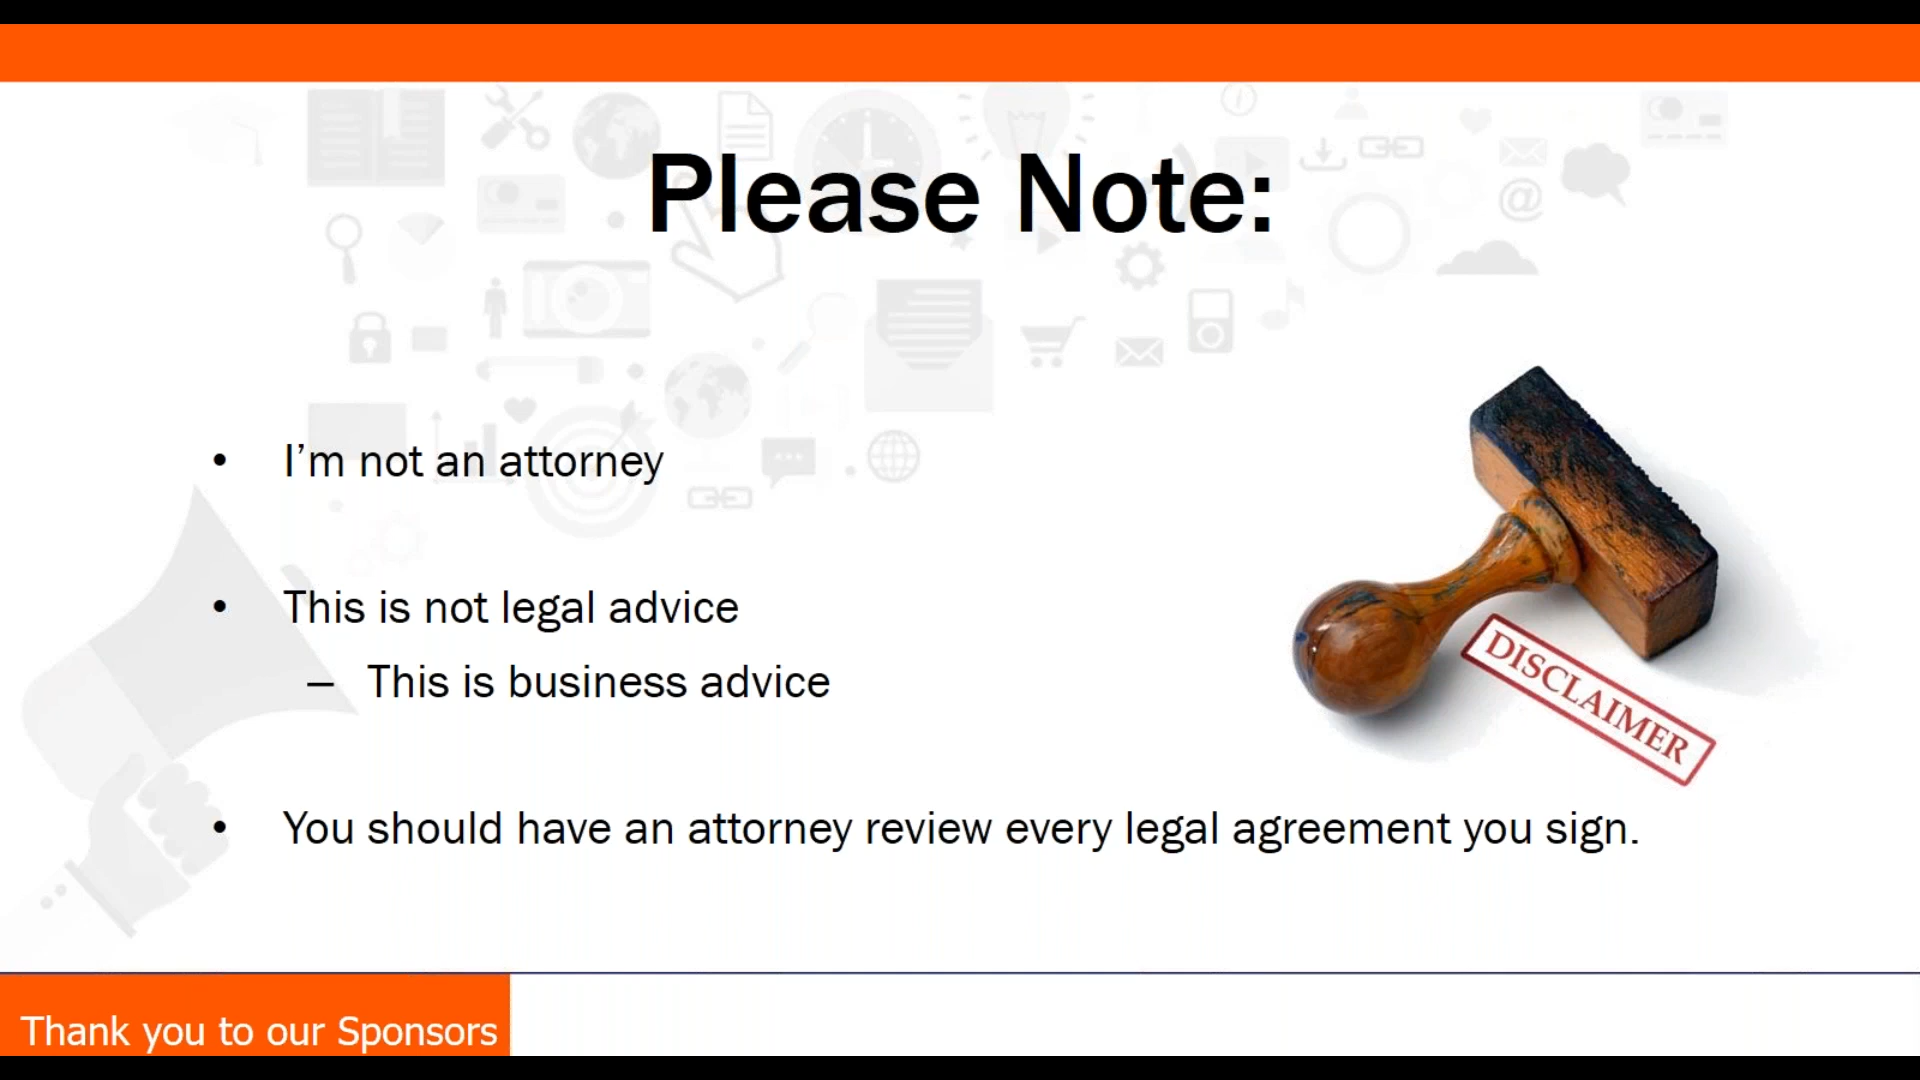 Please Note:
• I’m not an attorney
• This is not legal advice
– This is business advice
DISCLAIMER
• You should have an attorney review every legal agreement you sign.
Thank you to our Sponsors